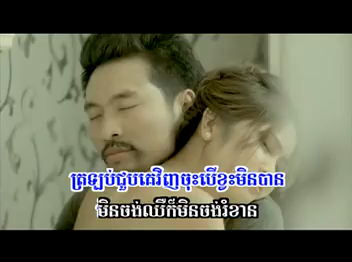 ត្រឡប់ជួបគេវិញចុះបើខ្វះមិនបាន
មិនចង់ឈឺក៏មិនចង់រំខាន